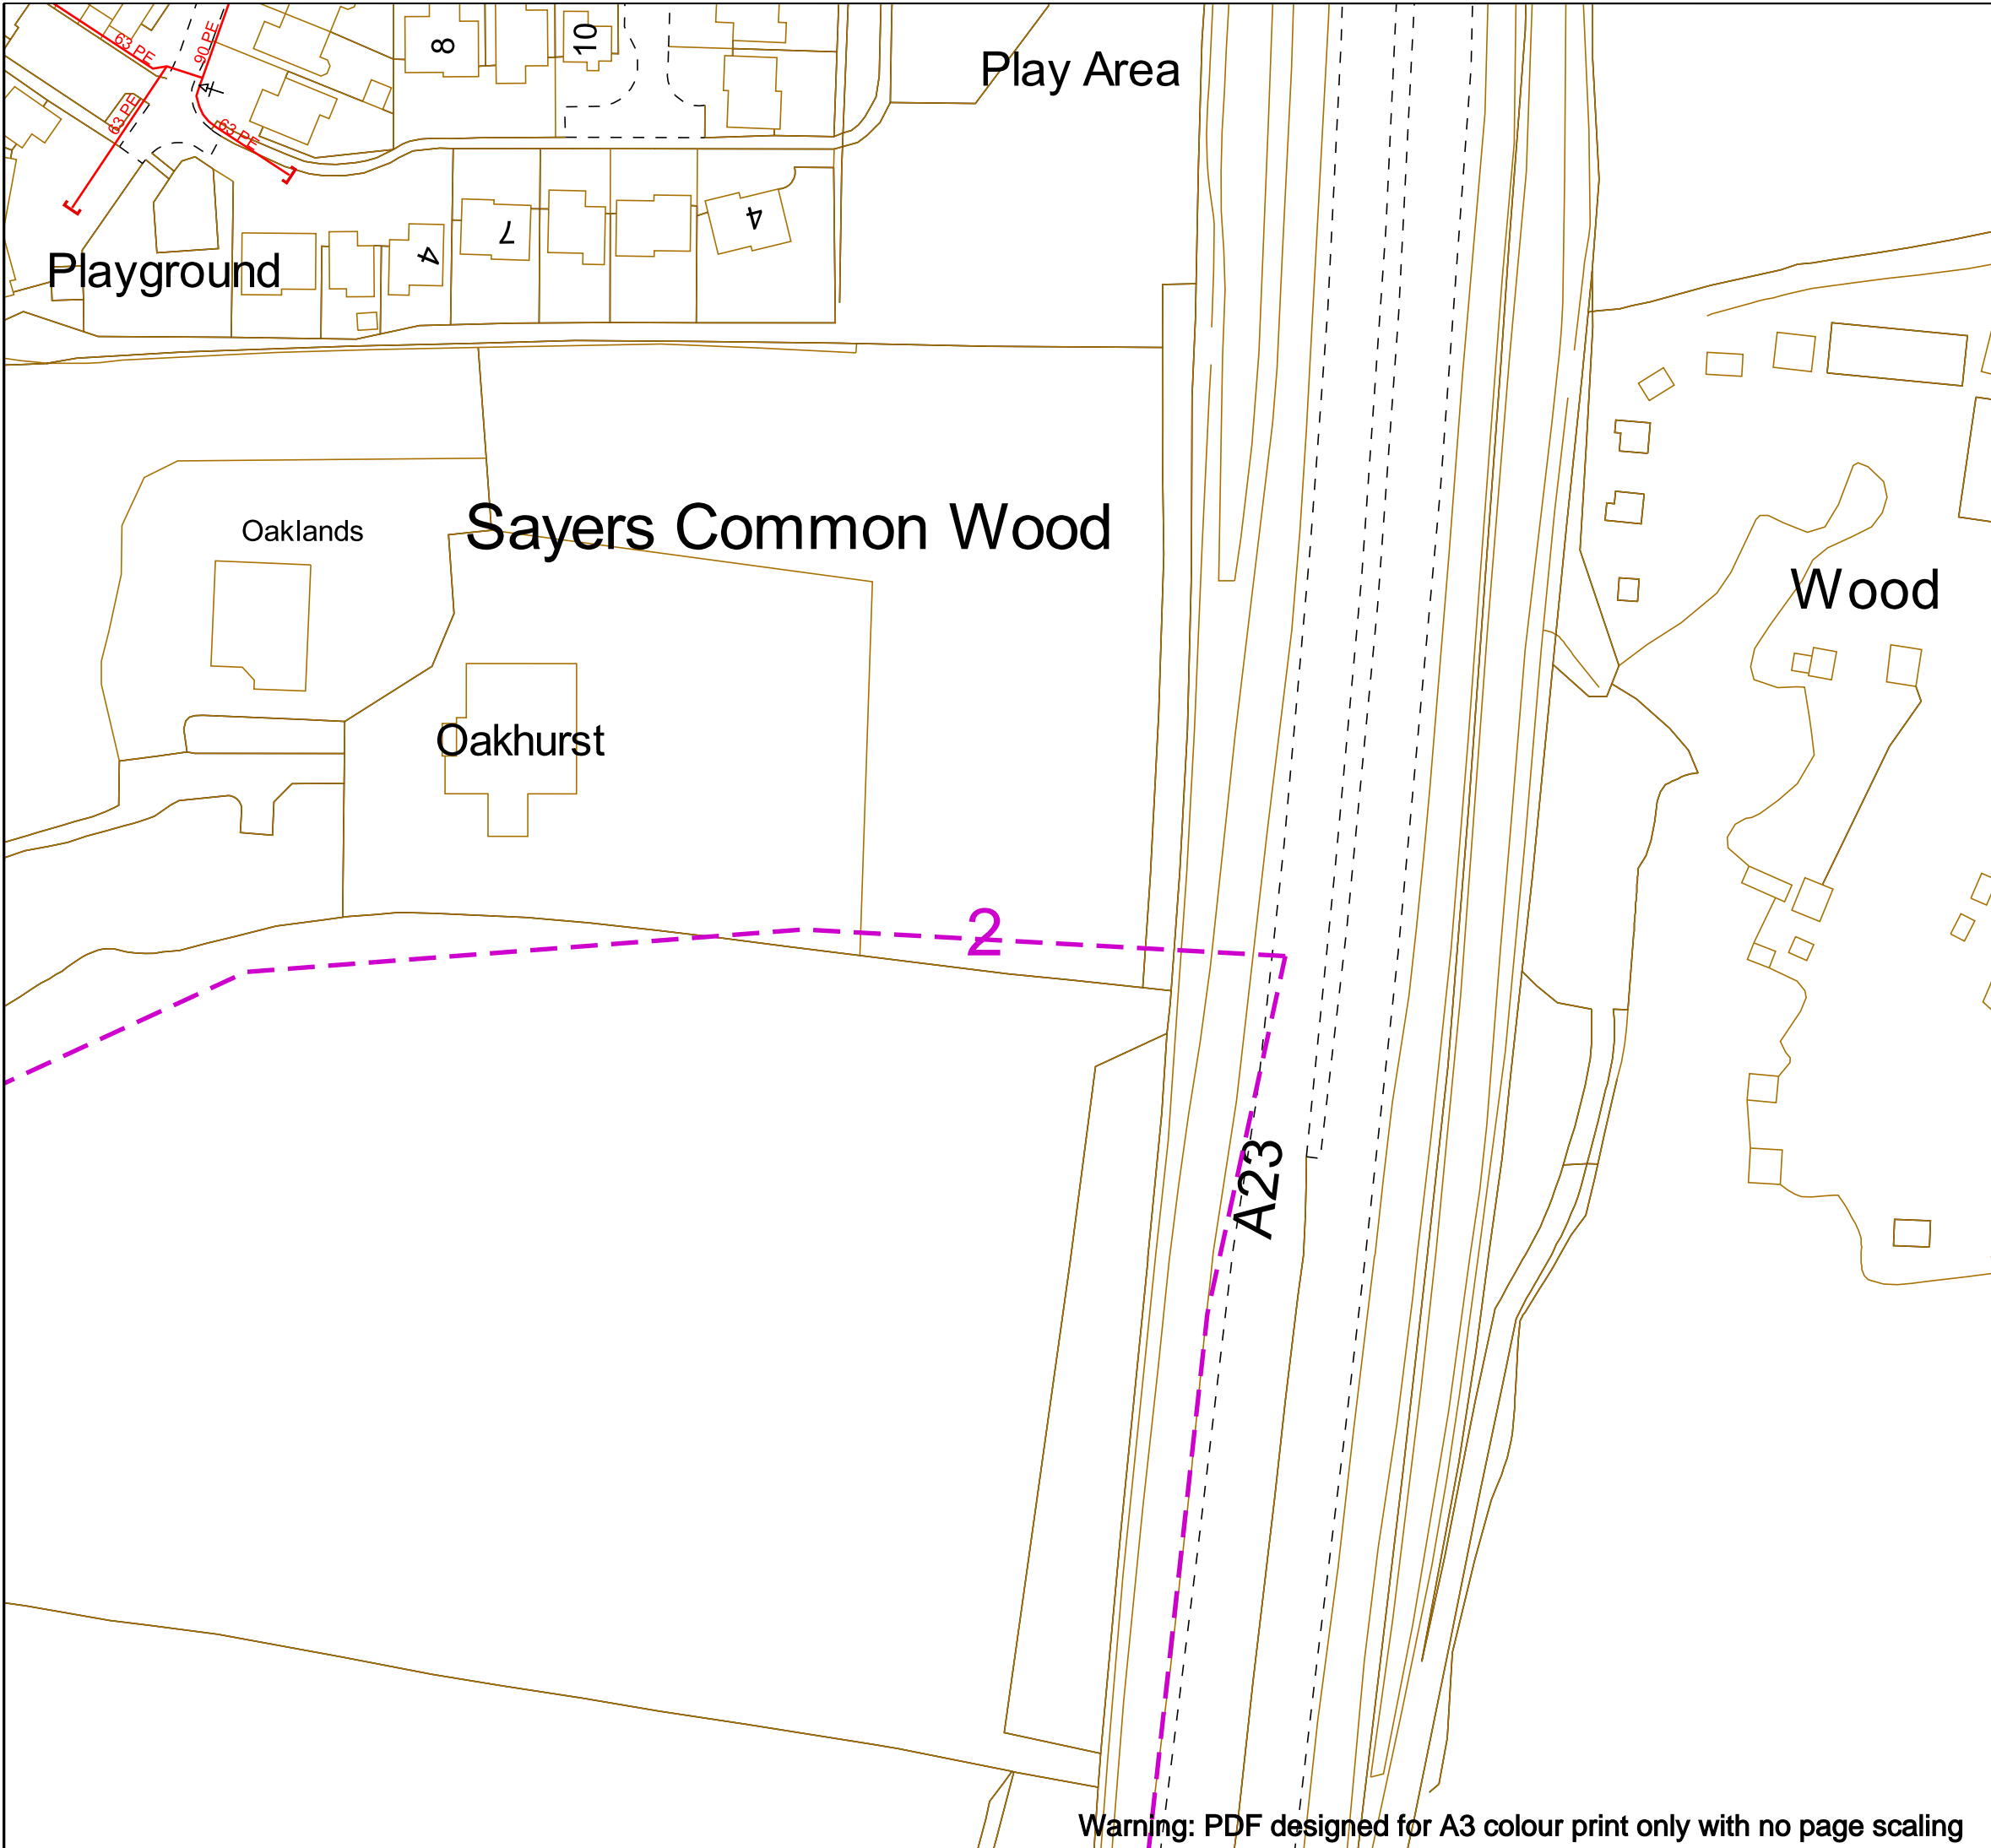 63 PE
90 PE
8
10
Play Area
63 PE
63 PE
Playground
4
7
4
Sayers Common Wood
Oaklands
Wood
Oakhurst
2
A23
Warning: PDF designed for A3 colour print only with no page scaling